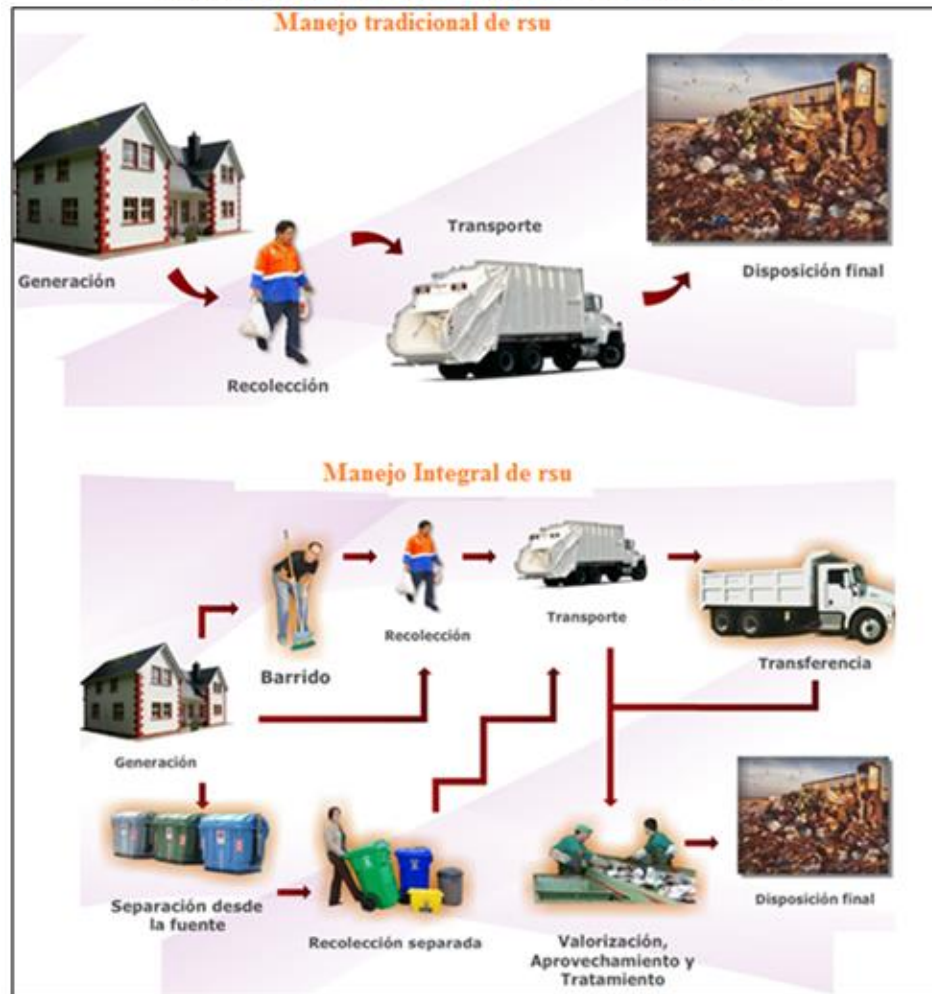 Manejo tradicional de rsu
Transporte
Generación
Disposición final
Recolección
Manejo Integral de rsu
Recolección
Transporte
Barrido
Transferencia
Generación
Separación desde
la fuente
Recolección separada
Valorización,
Aprovechamiento y
Tratamiento
Disposición final